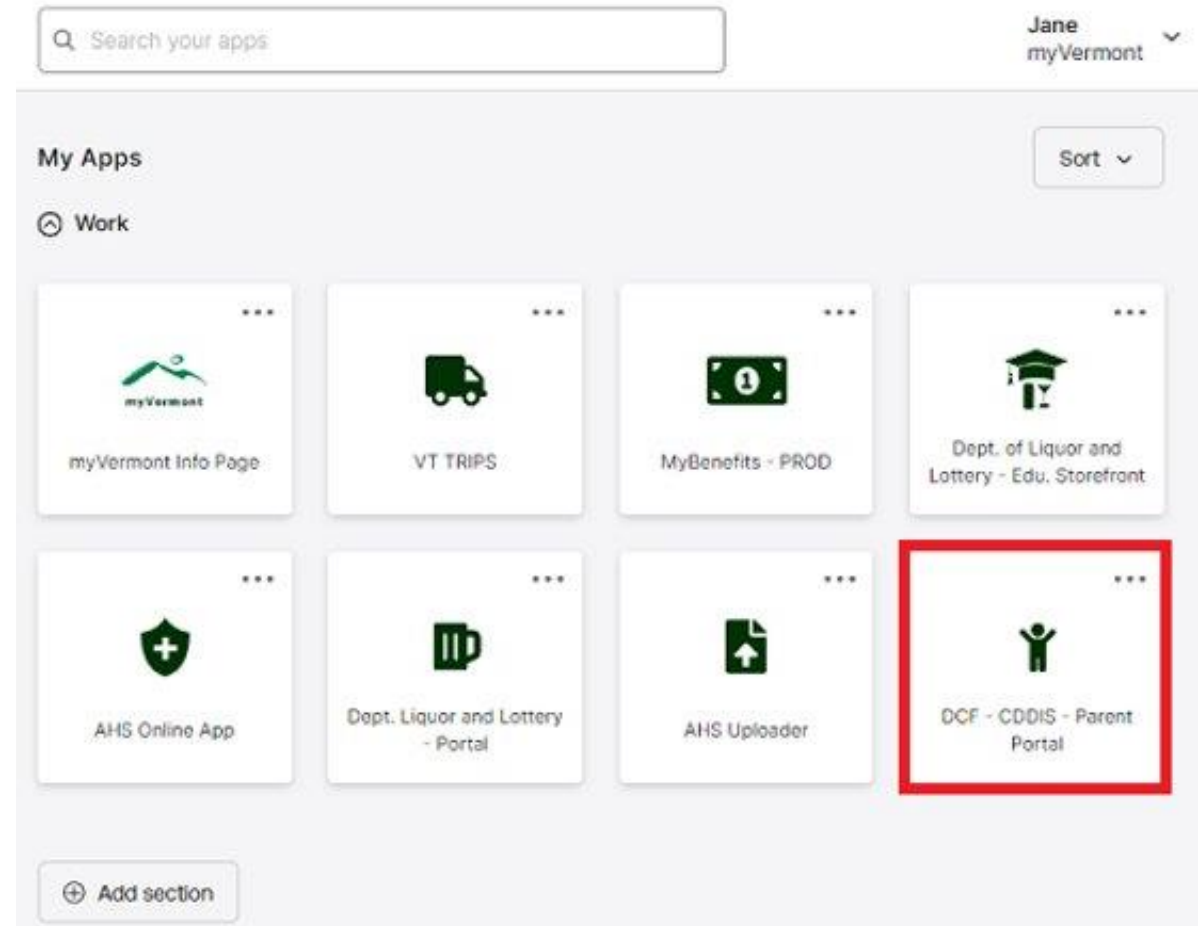 Search your apps
Jane
myVermont
My Apps
Sort
Work
myVermont
myVermont Info Page
VT TRIPS
1
MyBenefits - PROD
Dept. of Liquor and
Lottery - Edu. Storefront
AHS Online App
Dept. Liquor and Lottery
- Portal
AHS Uploader
DCF - CDDIS - Parent
Portal
Add section